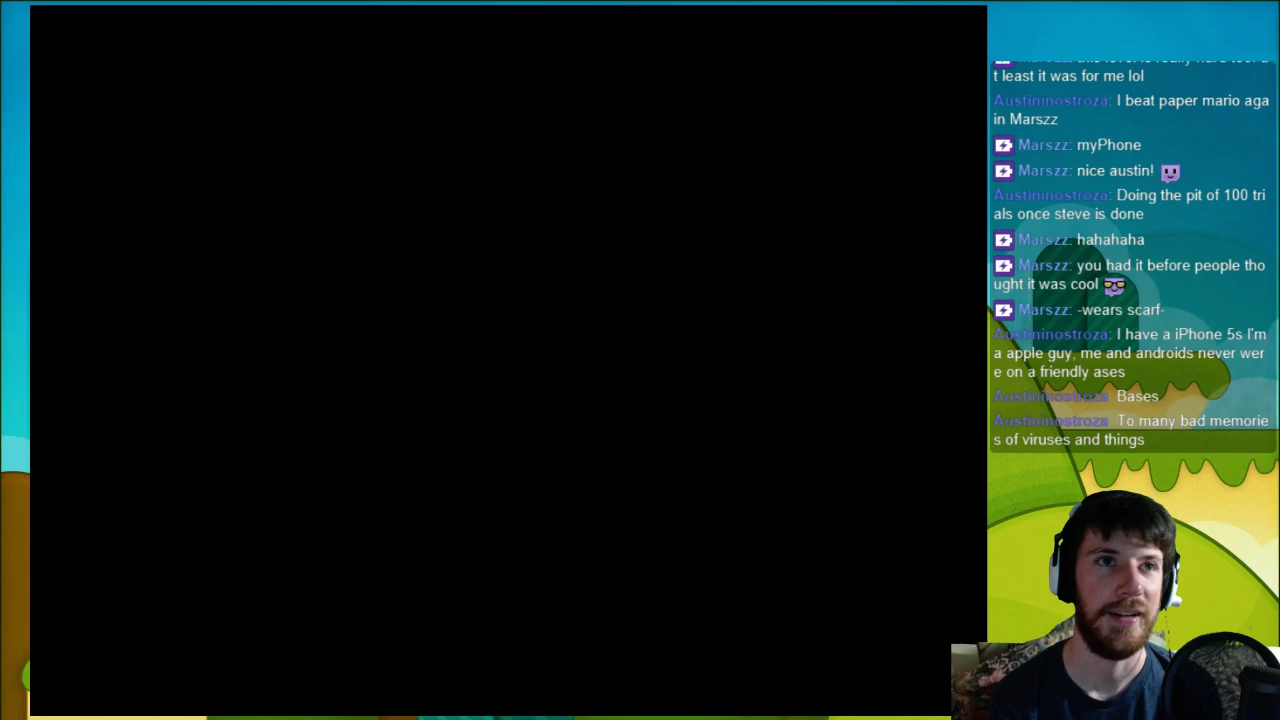 t least it was for me lol
Austininostroza: I beat paper mario aga
in Marszz
Marszz: myPhone
Marszz: nice austin!
Austininostroza: Doing the pit of 100 tri
als once steve is done
Marszz: hahahaha
Marszz: you had it before people tho
ught it was cool
Marszz: -wears scarf-
Austininostroza: I have a iPhone 5s I'm
a apple guy, me and androids never wer
e on a friendly ases
Austininostroza Bases
Austininostroza To many bad memorie
s of viruses and things